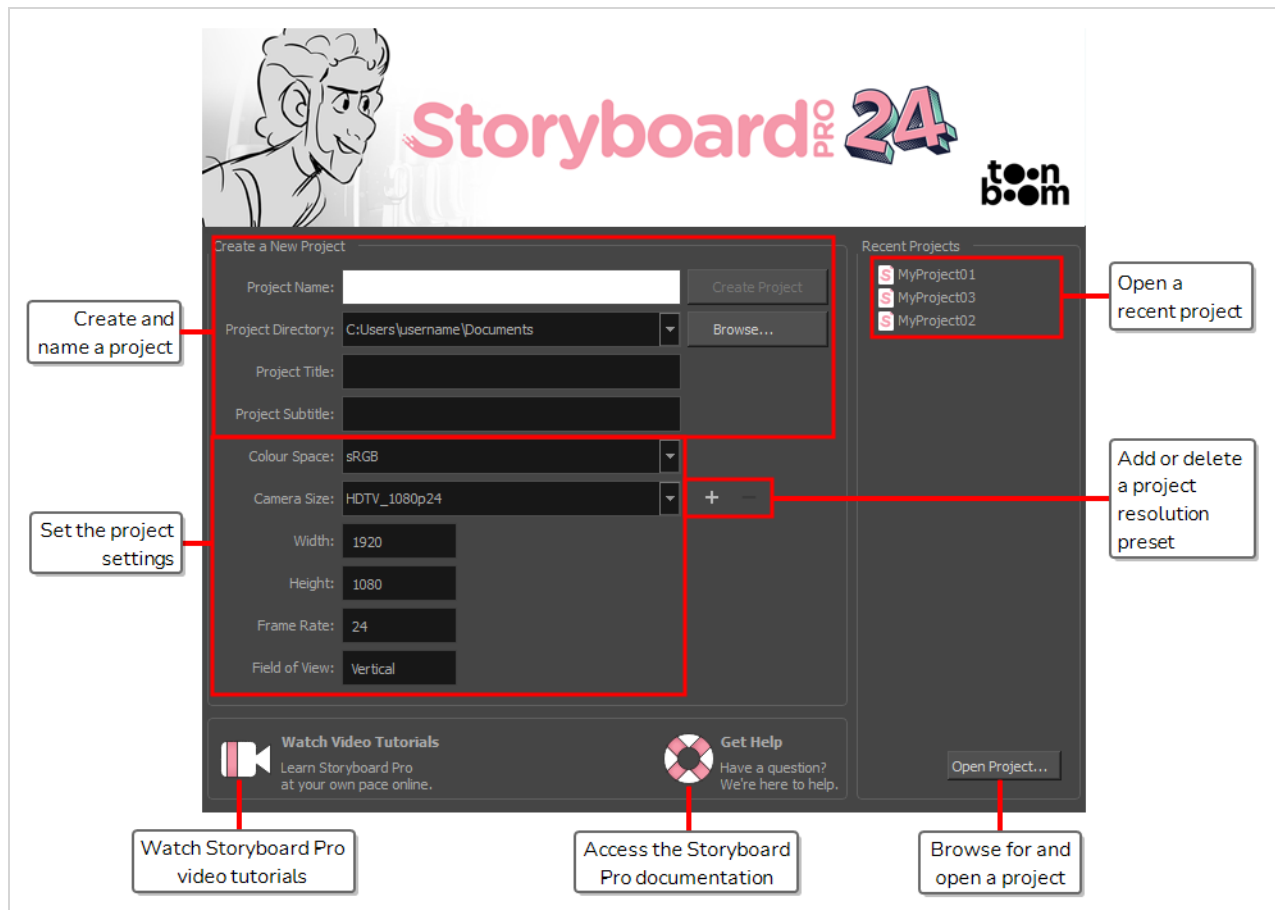 Storyboard PRO 24
toon
boom
Create a New Project
Project Name:
Create Project
Project Directory: C:Users\username\Documents
Browse...
Project Title:
Project Subtitle:
Colour Space: sRGB
Camera Size: HDTV_1080p24
+ −
Width: 1920
Height: 1080
Frame Rate: 24
Field of View: Vertical
Recent Projects
S MyProject01
S MyProject03
S MyProject02
Open Project...
Watch Video Tutorials
Learn Storyboard Pro
at your own pace online.
Get Help
Have a question?
We're here to help.
Create and
name a project
Set the project
settings
Open a
recent project
Add or delete
a project
resolution
preset
Watch Storyboard Pro
video tutorials
Access the Storyboard
Pro documentation
Browse for and
open a project